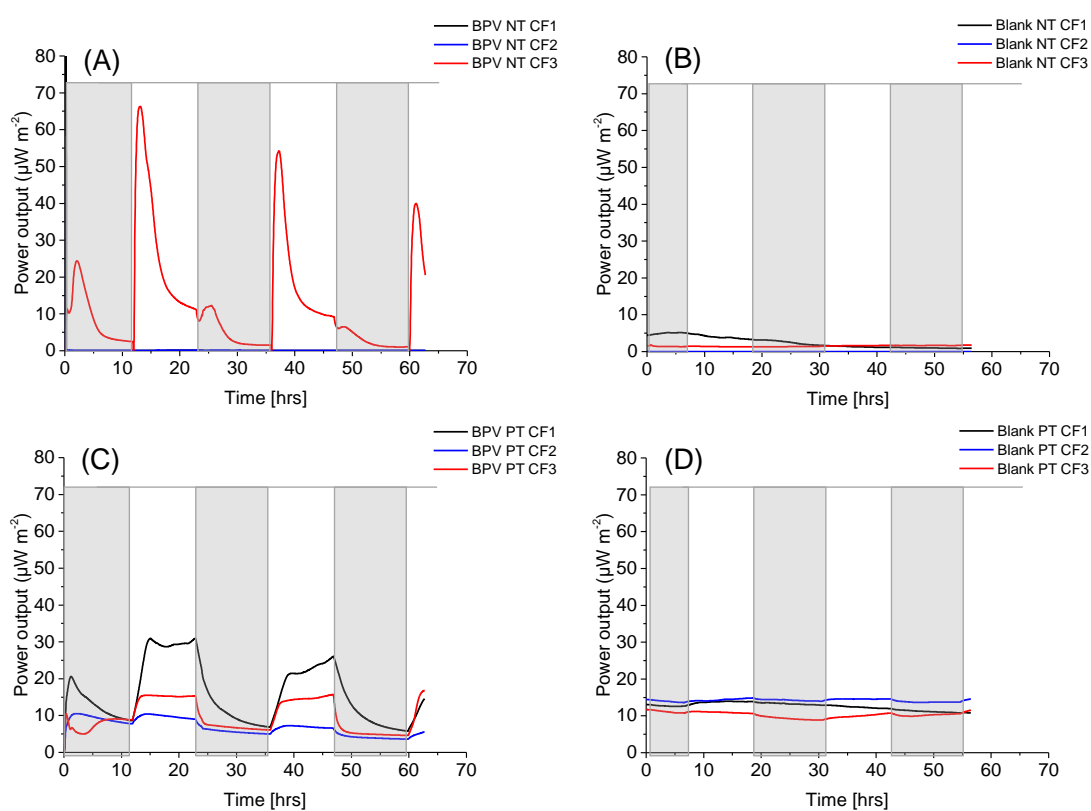 BPV NT CF1
BPV NT CF2
BPV NT CF3
(A)
80
70
60
50
40
30
20
10
0
Power output (µW m⁻²)
0 10 20 30 40 50 60 70
Time [hrs]
Blank NT CF1
Blank NT CF2
Blank NT CF3
(B)
80
70
60
50
40
30
20
10
0
Power output (µW m⁻²)
0 10 20 30 40 50 60 70
Time [hrs]
BPV PT CF1
BPV PT CF2
BPV PT CF3
(C)
80
70
60
50
40
30
20
10
0
Power output (µW m⁻²)
0 10 20 30 40 50 60 70
Time [hrs]
Blank PT CF1
Blank PT CF2
Blank PT CF3
(D)
80
70
60
50
40
30
20
10
0
Power output (µW m⁻²)
0 10 20 30 40 50 60 70
Time [hrs]